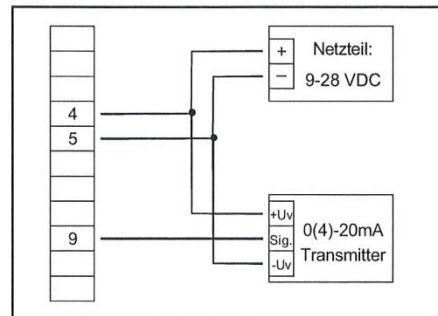 4
5
9
+
−
Netzteil:
9-28 VDC
+Uv
Sig.
-Uv
0(4)-20mA
Transmitter